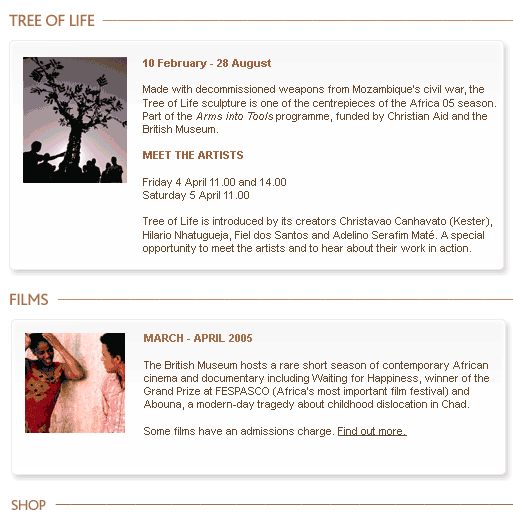 TREE OF LIFE
10 February - 28 August
Made with decommissioned weapons from Mozambique's civil war, the
Tree of Life sculpture is one of the centrepieces of the Africa 05 season.
Part of the Arms into Tools programme, funded by Christian Aid and the
British Museum.
MEET THE ARTISTS
Friday 4 April 11.00 and 14.00
Saturday 5 April 11.00
Tree of Life is introduced by its creators Christavao Canhavato (Kester),
Hilario Nhatugueja, Fiel dos Santos and Adelino Serafim Maté. A special
opportunity to meet the artists and to hear about their work in action.
FILMS
MARCH - APRIL 2005
The British Museum hosts a rare short season of contemporary African
cinema and documentary including Waiting for Happiness, winner of the
Grand Prize at FESPASCO (Africa's most important film festival) and
Abouna, a modern-day tragedy about childhood dislocation in Chad.
Some films have an admissions charge. Find out more.
SHOP